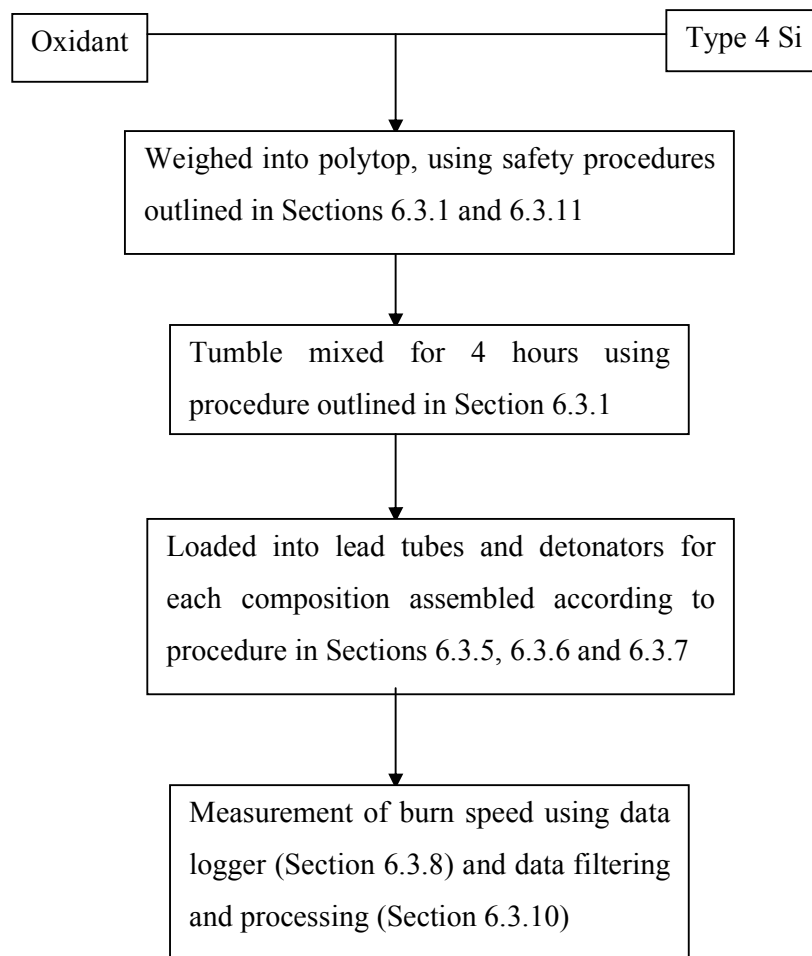 Oxidant
Type 4 Si
Weighed into polytop, using safety procedures
outlined in Sections 6.3.1 and 6.3.11
Tumble mixed for 4 hours using
procedure outlined in Section 6.3.1
Loaded into lead tubes and detonators for
each composition assembled according to
procedure in Sections 6.3.5, 6.3.6 and 6.3.7
Measurement of burn speed using data
logger (Section 6.3.8) and data filtering
and processing (Section 6.3.10)